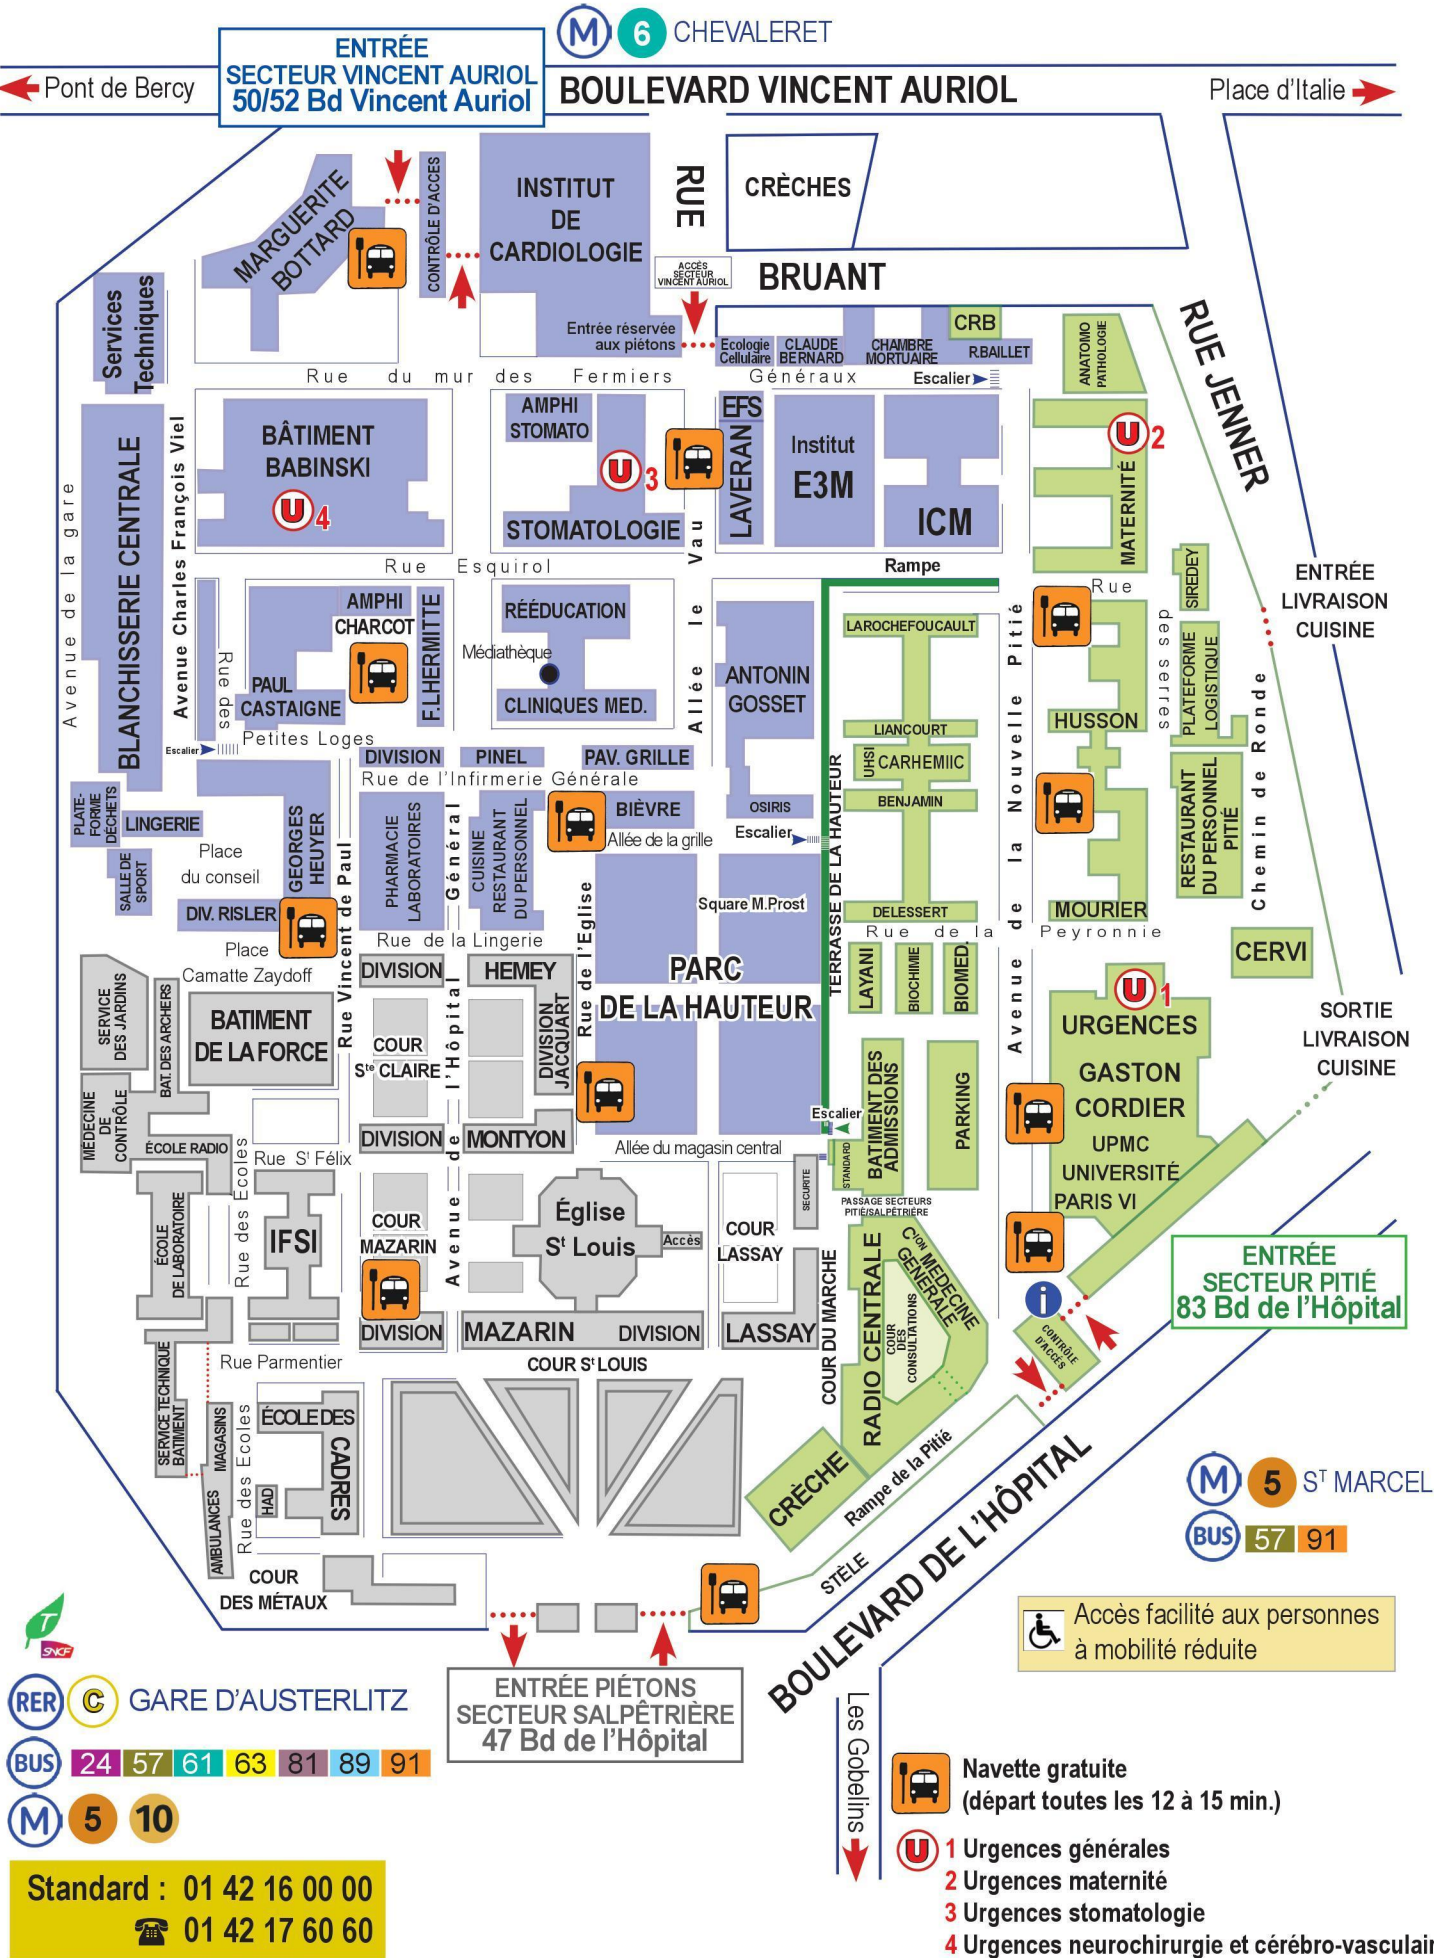 M 6 CHEVALERET
ENTRÉE
SECTEUR VINCENT AURIOL
50/52 Bd Vincent Auriol
Pont de Bercy
BOULEVARD VINCENT AURIOL
Place d'Italie
MARGUERITE
BOTTARD
CONTRÔLE D'ACCES
INSTITUT
DE
CARDIOLOGIE
RUE
CRÈCHES
BRUANT
ACCÈS
SECTEUR
VINCENT AURIOL
Entrée réservée
aux piétons
Services
Techniques
Ecologie
Cellulaire
CLAUDE
BERNARD
CHAMBRE
MORTUAIRE
CRB
R.BAILLET
ANATOMO
PATHOLOGIE
RUE JENNER
Rue du mur des Fermiers Généraux
Escalier
BÂTIMENT
BABINSKI
U 4
AMPHI
STOMATO
U 3
STOMATOLOGIE
EFS
LAVERAN
Institut
E3M
ICM
U 2
MATERNITÉ
Avenue de la gare
BLANCHISSERIE CENTRALE
Avenue Charles François Viel
Rue Esquirol
Allée le Vau
Rampe
Rue des serres
SIREDEY
ENTRÉE
LIVRAISON
CUISINE
AMPHI
CHARCOT
F.LHERMITTE
PAUL
CASTAIGNE
Rue des
Petites Loges
Escalier
RÉÉDUCATION
Médiathèque
CLINIQUES MED.
ANTONIN
GOSSET
OSIRIS
LAROCHEFOUCAULT
LIANCOURT
UHSI
CARHEMIIC
BENJAMIN
DELESSERT
Avenue de la Nouvelle Pitié
HUSSON
MOURIER
PLATEFORME
LOGISTIQUE
RESTAURANT
DU PERSONNEL
PITIÉ
Chemin de Ronde
DIVISION
PINEL
PAV. GRILLE
Rue de l'Infirmerie Générale
PLATE-
FORME
DÉCHETS
LINGERIE
SALLE DE
SPORT
Place
du conseil
GEORGES
HEUYER
DIV. RISLER
Rue Vincent de Paul
PHARMACIE
LABORATOIRES
Avenue de l'Hôpital Général
CUISINE
RESTAURANT
DU PERSONNEL
BIÈVRE
Allée de la grille
Escalier
TERRASSE DE LA HAUTEUR
Square M.Prost
PARC
DE LA HAUTEUR
Rue de l'Eglise
Rue de la Lingerie
Rue de la Peyronnie
Place
Camatte Zaydoff
SERVICE
DES JARDINS
BAT. DES ARCHERS
BATIMENT
DE LA FORCE
DIVISION
HEMEY
COUR
Ste CLAIRE
DIVISION
JACQUART
DIVISION
MONTYON
LAYANI
BIOCHIMIE
BIOMED.
CERVI
U 1
URGENCES
GASTON
CORDIER
UPMC
UNIVERSITÉ
PARIS VI
SORTIE
LIVRAISON
CUISINE
MÉDECINE
DE
CONTRÔLE
ÉCOLE RADIO
Rue St Félix
Rue des Ecoles
ÉCOLE
DE LABORATOIRE
IFSI
COUR
MAZARIN
Église
St Louis
Accès
Allée du magasin central
COUR
LASSAY
SECURITE
Escalier
STANDARD
BATIMENT DES
ADMISSIONS
PARKING
PASSAGE SECTEURS
PITIÉ/SALPÊTRIÈRE
DIVISION
MAZARIN
DIVISION
LASSAY
COUR DU MARCHE
RADIO CENTRALE
Cion MEDECINE
GENERALE
COUR
DES
CONSULTATIONS
i
CONTRÔLE
D'ACCÈS
ENTRÉE
SECTEUR PITIÉ
83 Bd de l'Hôpital
Rue Parmentier
COUR St LOUIS
SERVICE TECHNIQUE
BATIMENT
MAGASINS
AMBULANCES
Rue des Ecoles
ÉCOLE DES
CADRES
HAD
CRÈCHE
Rampe de la Pitié
STÈLE
BOULEVARD DE L'HÔPITAL
M 5 ST MARCEL
BUS 57 91
COUR
DES MÉTAUX
T
SNCF
ENTRÉE PIÉTONS
SECTEUR SALPÊTRIÈRE
47 Bd de l'Hôpital
Accès facilité aux personnes
à mobilité réduite
Les Gobelins
RER C GARE D'AUSTERLITZ
BUS 24 57 61 63 81 89 91
M 5 10
Standard : 01 42 16 00 00
01 42 17 60 60
Navette gratuite
(départ toutes les 12 à 15 min.)
U 1 Urgences générales
2 Urgences maternité
3 Urgences stomatologie
4 Urgences neurochirurgie et cérébro-vasculair